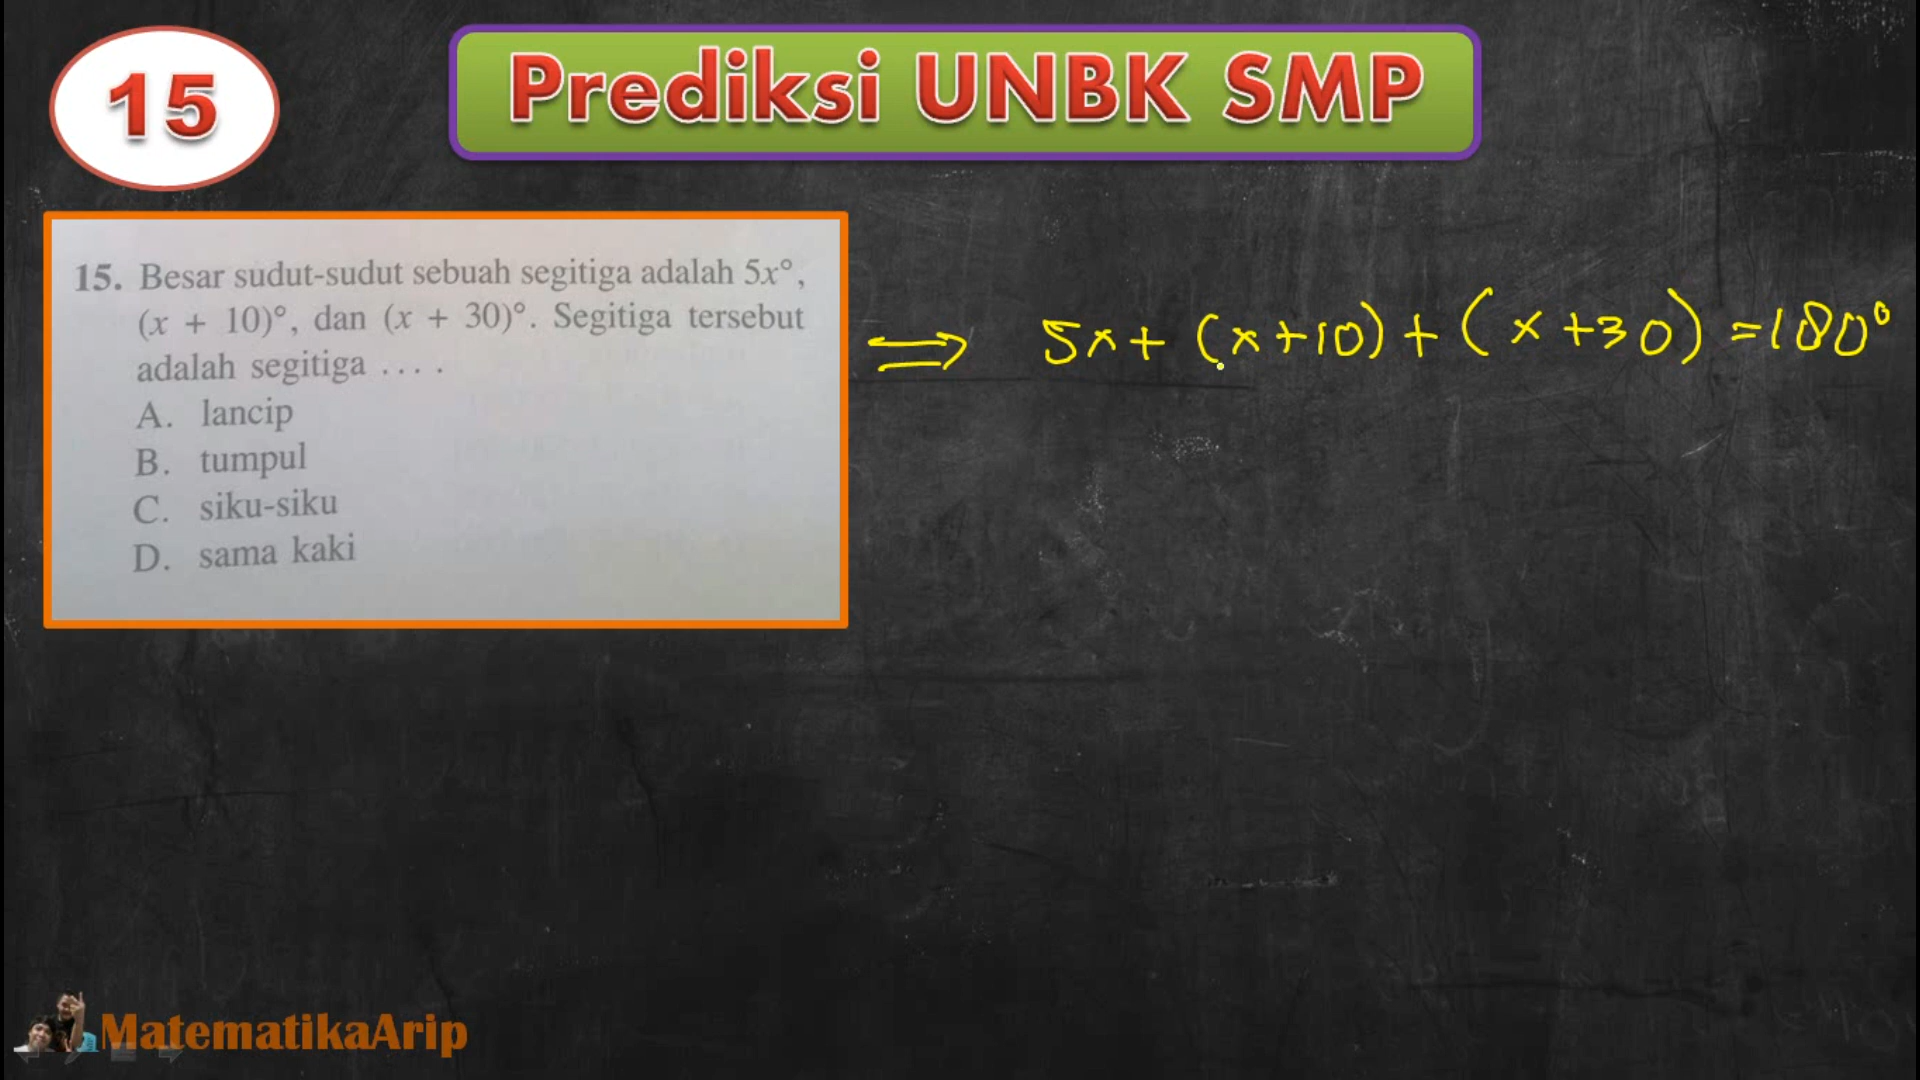 15
Prediksi UNBK SMP
15. Besar sudut-sudut sebuah segitiga adalah 5x°,
(x + 10)°, dan (x + 30)°. Segitiga tersebut
adalah segitiga . . . .
A. lancip
B. tumpul
C. siku-siku
D. sama kaki
⇒ 5x + (x+10) + (x+30) = 180°
MatematikaArip